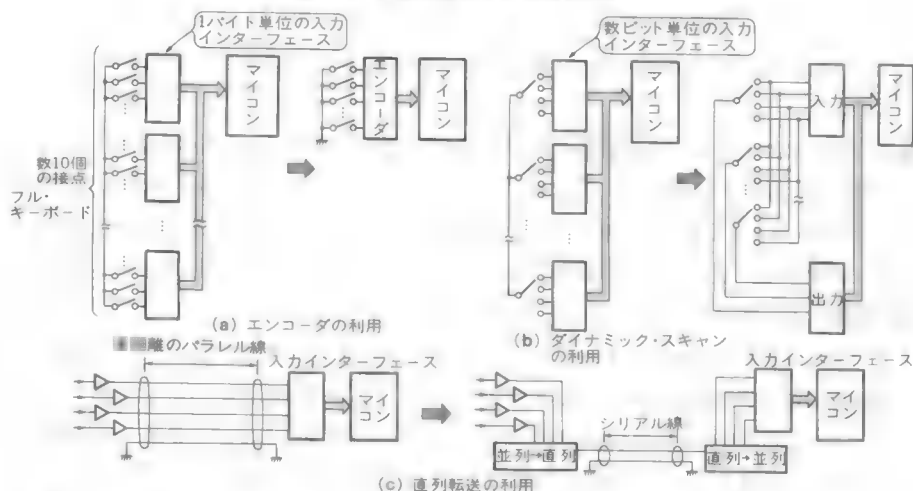 1バイト単位の入力
インターフェース
マイコン
エンコーダ
マイコン
数10個
の接点
フル・
キーボード
(a) エンコーダの利用
数ビット単位の入力
インターフェース
マイコン
入力
マイコン
出力
(b) ダイナミック・スキャン
の利用
離のパラレル線
入力インターフェース
マイコン
並列→直列
シリアル線
直列→並列
入力インターフェース
マイコン
(c) 直列転送の利用